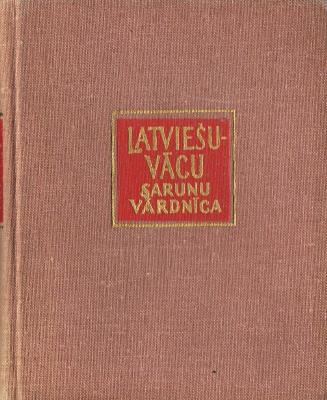 LATVIEŠU-
VĀCU
SARUNU
VĀRDNĪCA